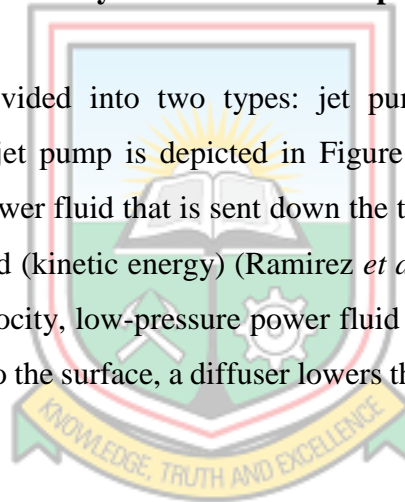 vided into two types: jet pur
jet pump is depicted in Figure
wer fluid that is sent down the t
d (kinetic energy) (Ramirez et a
ocity, low-pressure power fluid
o the surface, a diffuser lowers th
KNOWLEDGE, TRUTH AND EXCELLENCE